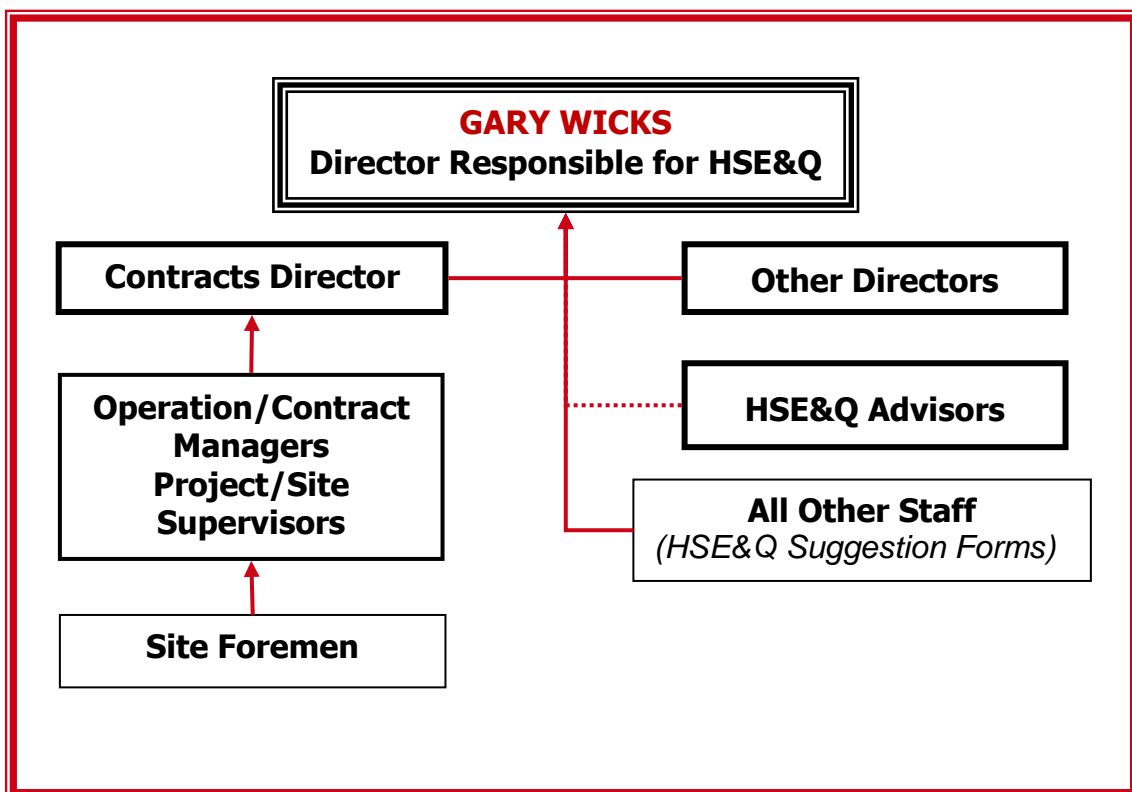 GARY WICKS
Director Responsible for HSE&Q
Contracts Director
Other Directors
Operation/Contract
Managers
Project/Site
Supervisors
HSE&Q Advisors
All Other Staff
(HSE&Q Suggestion Forms)
Site Foremen